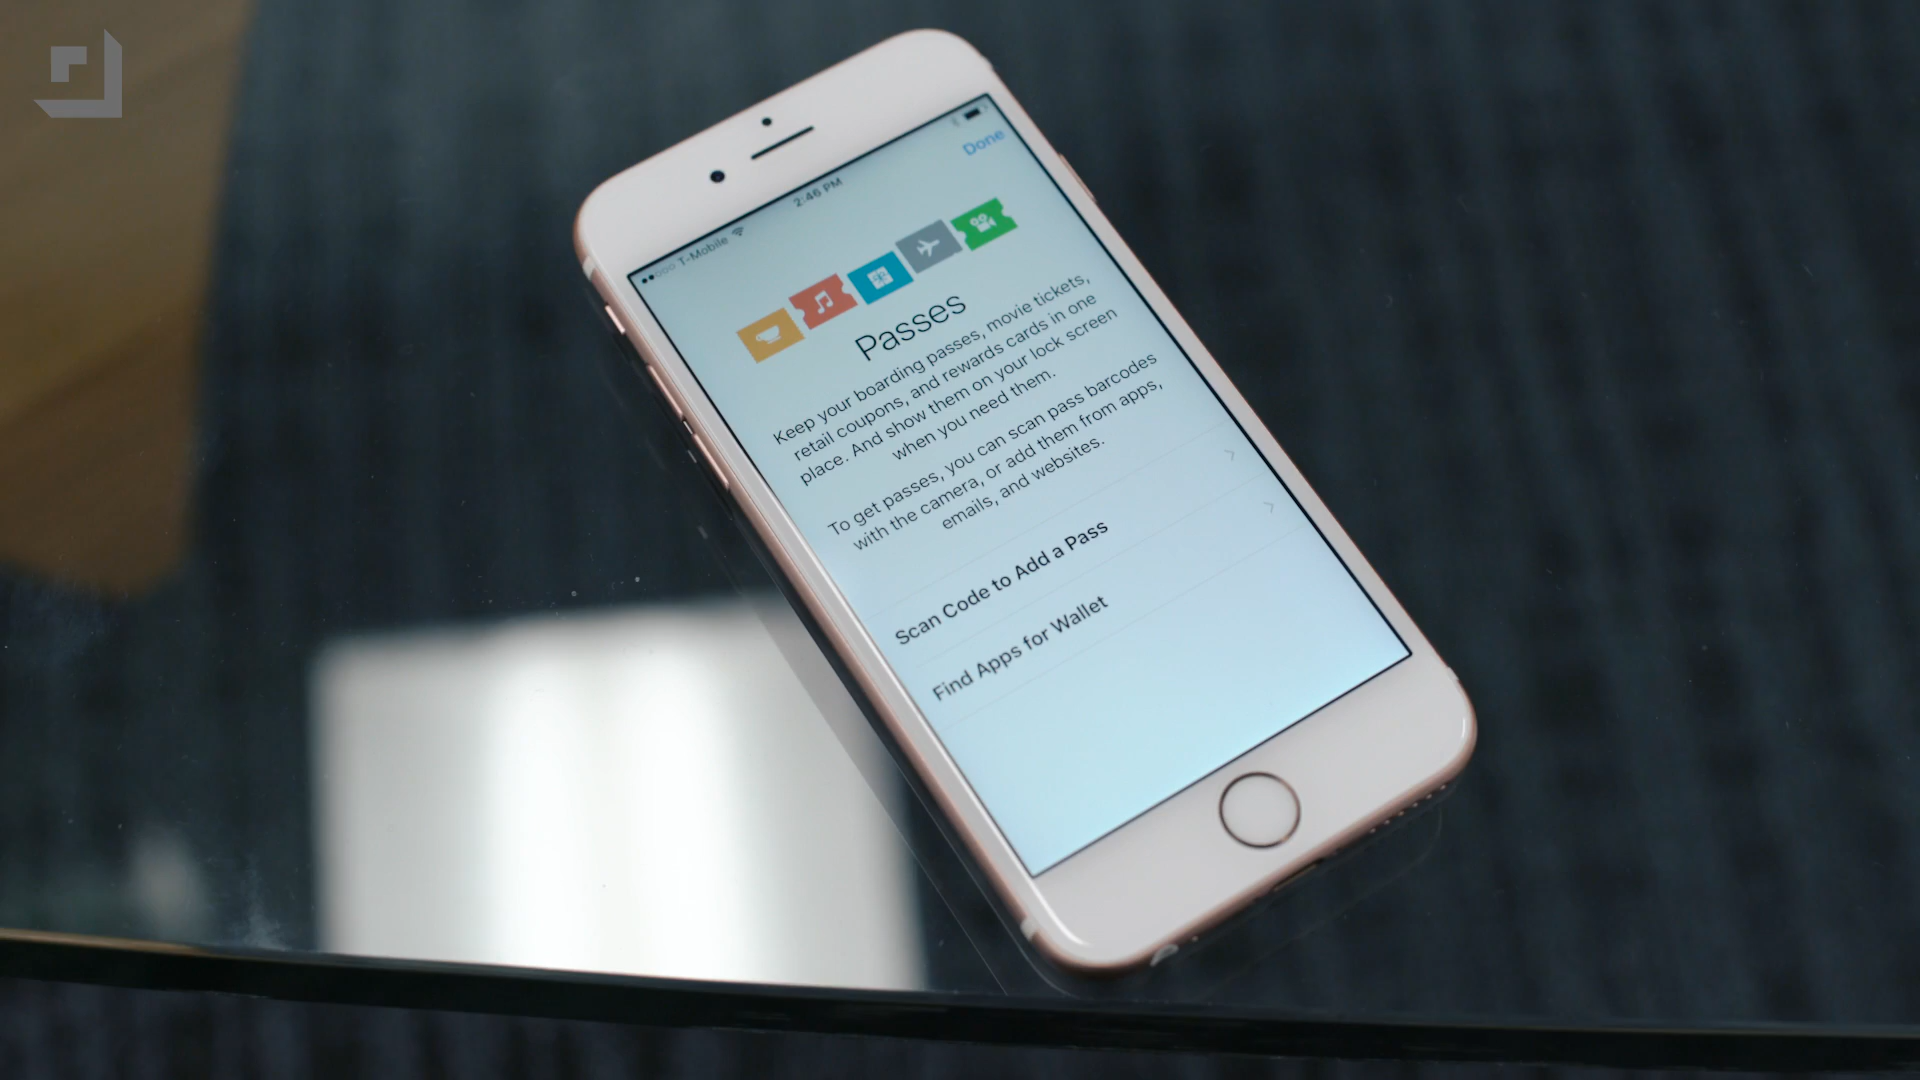 T-Mobile
2:46 PM
Done
Passes
Keep your boarding passes, movie tickets,
retail coupons, and rewards cards in one
place. And show them on your lock screen
when you need them.
To get passes, you can scan pass barcodes
with the camera, or add them from apps,
emails, and websites.
Scan Code to Add a Pass
Find Apps for Wallet